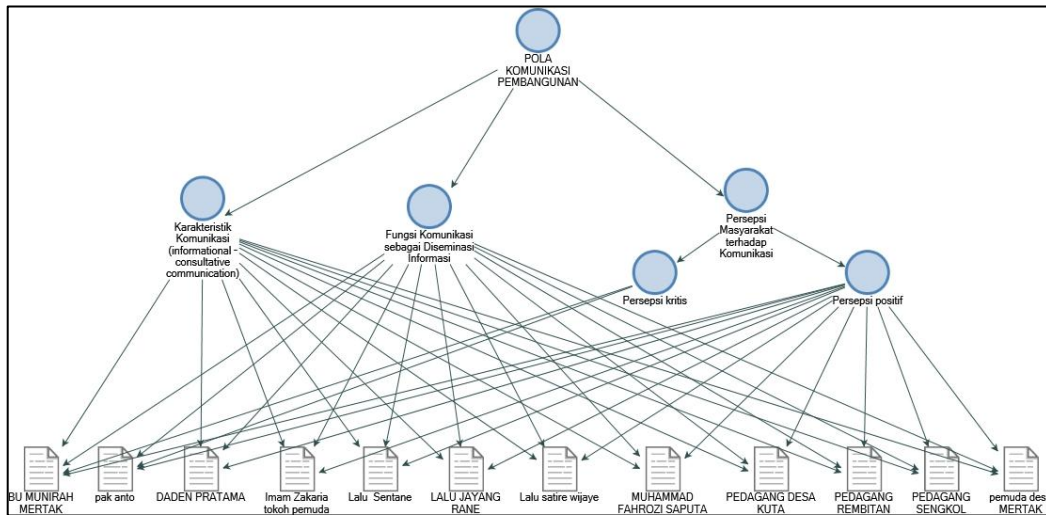 POLA
KOMUNIKASI
PEMBANGUNAN
Karakteristik
Komunikasi
(informational -
consultative
communication)
Fungsi Komunikasi
sebagai Diseminasi
Informasi
Persepsi
Masyarakat
terhadap
Komunikasi
Persepsi kritis
Persepsi positif
BU MUNIRAH
MERTAK
pak anto
DADEN PRATAMA
Imam Zakaria
tokoh pemuda
Lalu Sentane
LALU JAYANG
RANE
Lalu satire wijaye
MUHAMMAD
FAHROZI SAPUTA
PEDAGANG DESA
KUTA
PEDAGANG
REMBITAN
PEDAGANG
SENGKOL
pemuda des
MERTAK